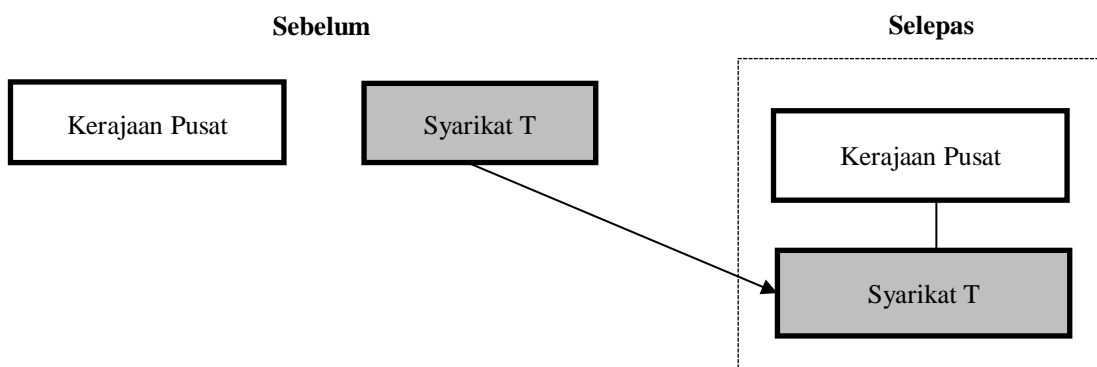 Sebelum
Selepas
Kerajaan Pusat
Syarikat T
Kerajaan Pusat
Syarikat T